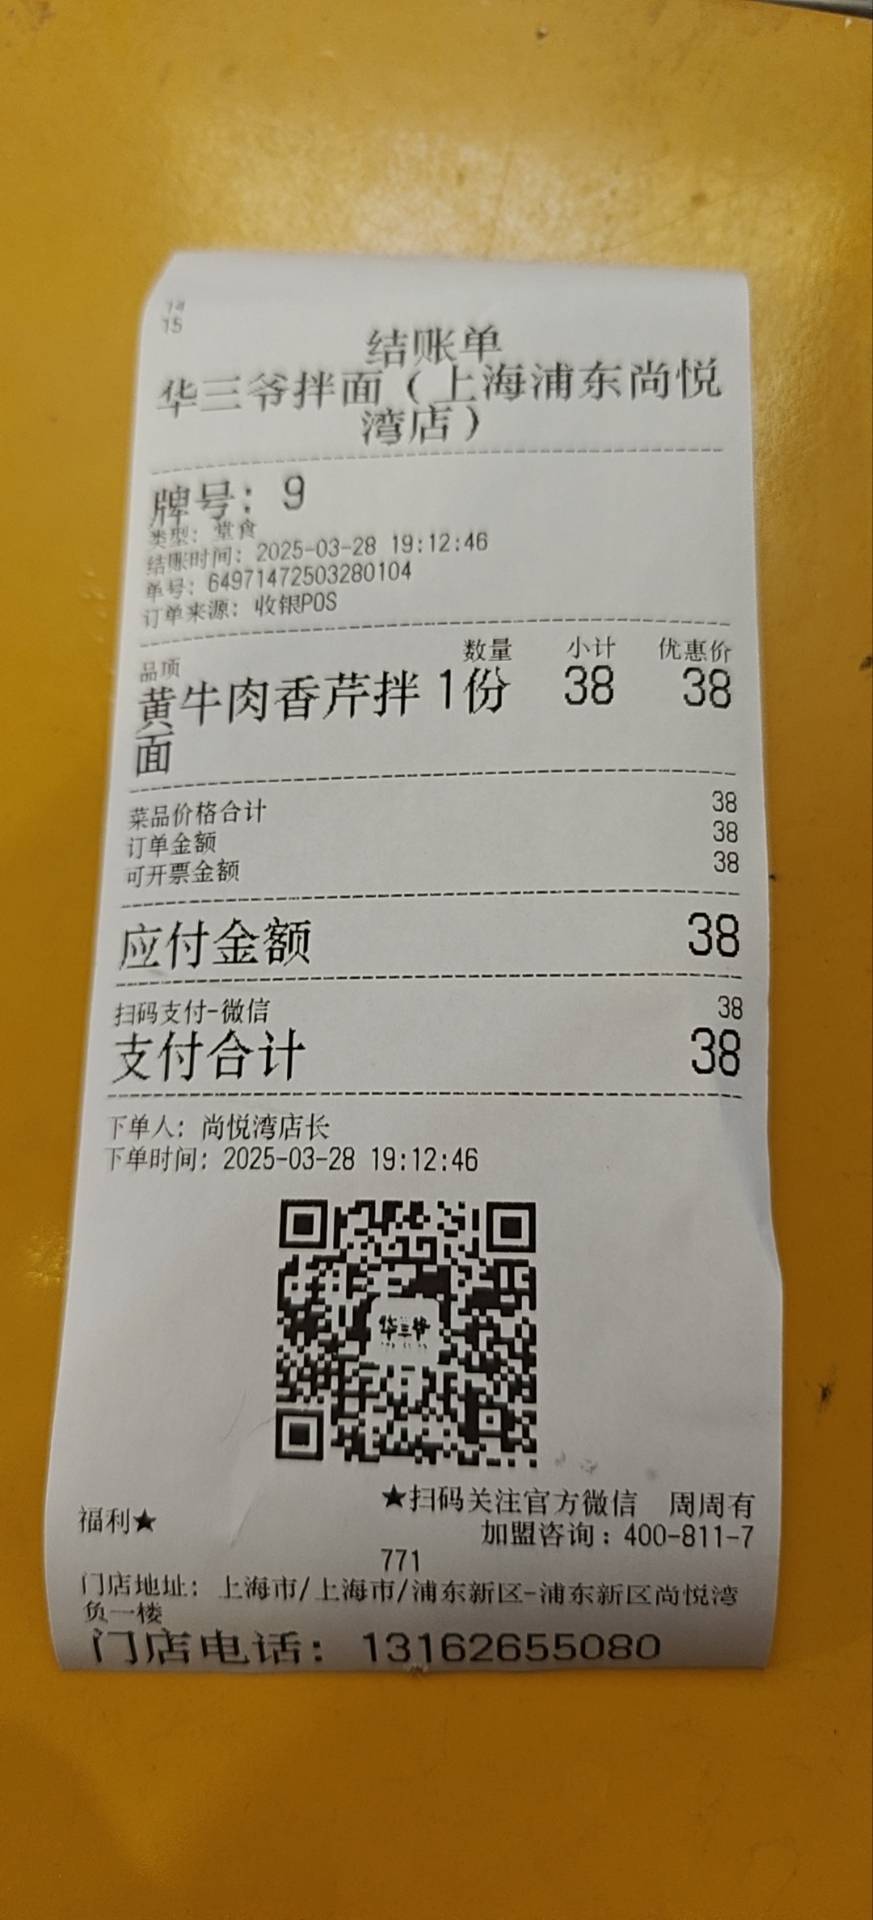 14
15
结账单
华三爷拌面（上海浦东尚悦
湾店）
牌号：9
类型：堂食
结账时间：2025-03-28 19:12:46
单号：64971472503280104
订单来源：收银POS
品项 数量 小计 优惠价
黄牛肉香芹拌 1份 38 38
面
菜品价格合计 38
订单金额 38
可开票金额 38
应付金额 38
扫码支付-微信 38
支付合计 38
下单人：尚悦湾店长
下单时间：2025-03-28 19:12:46
华三爷
★扫码关注官方微信 周周有
福利★
加盟咨询：400-811-7
771
门店地址：上海市/上海市/浦东新区-浦东新区尚悦湾
负一楼
门店电话：13162655080